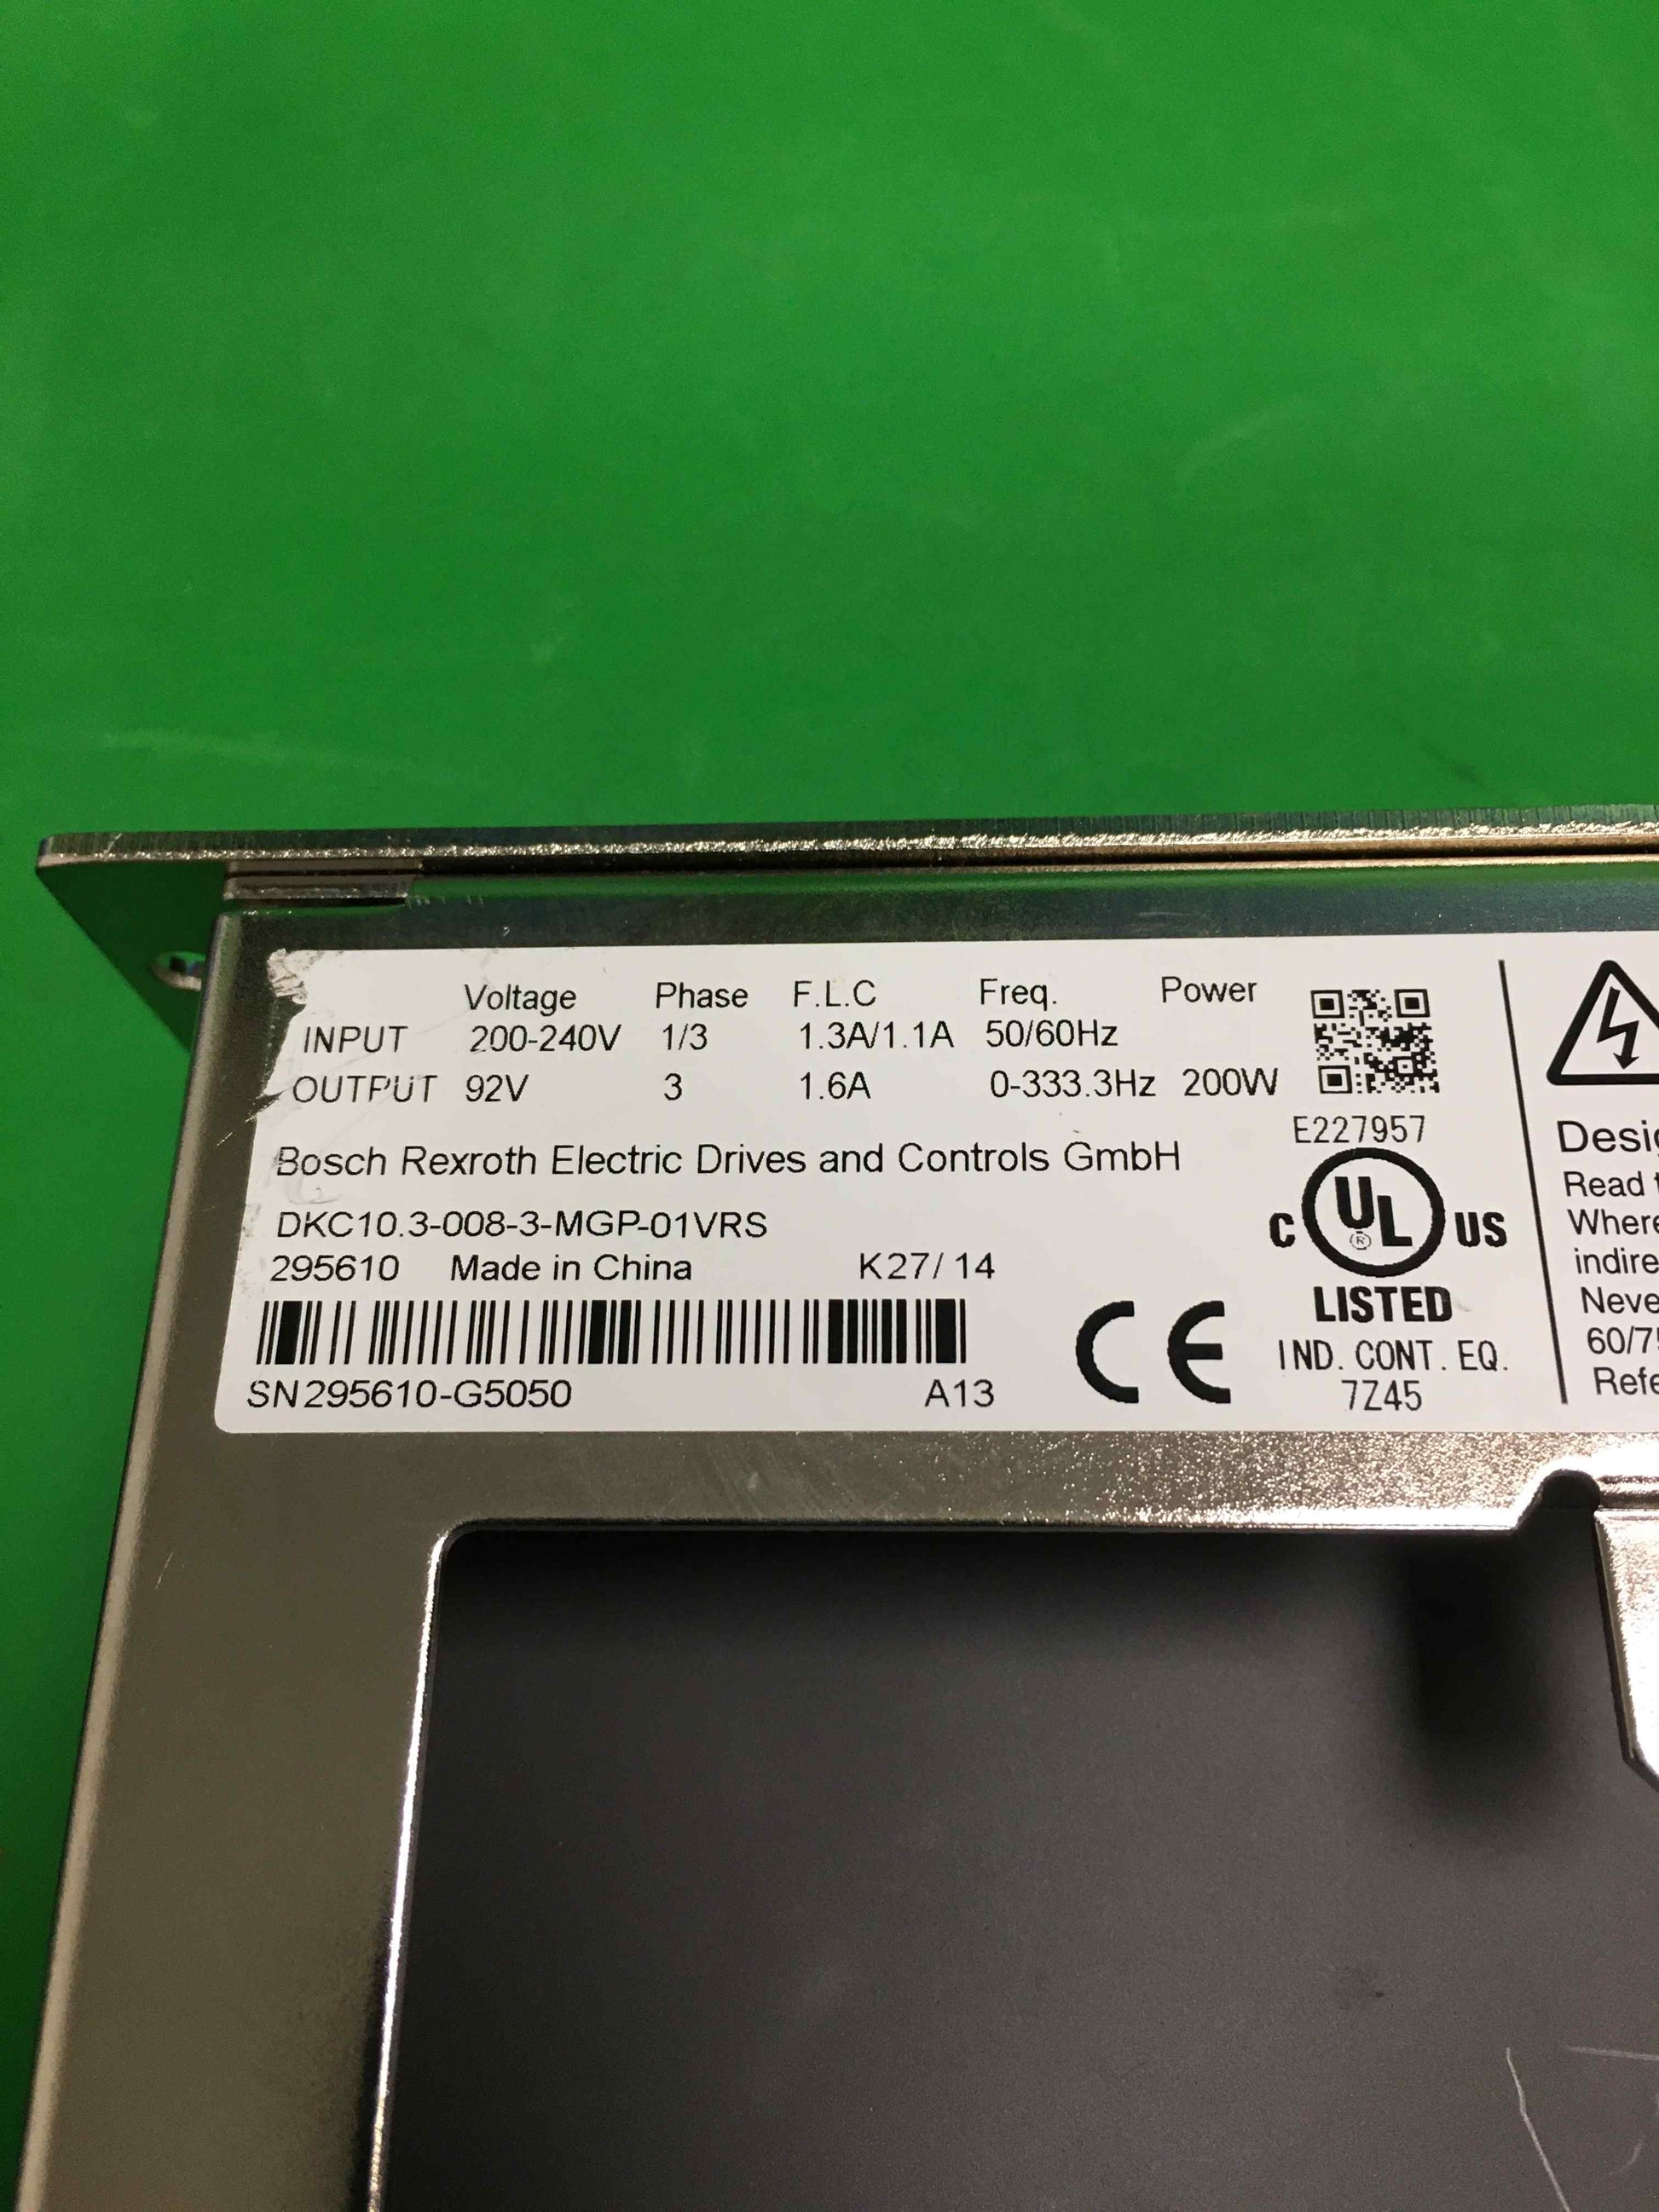 Voltage Phase F.L.C Freq. Power
INPUT 200-240V 1/3 1.3A/1.1A 50/60Hz
OUTPUT 92V 3 1.6A 0-333.3Hz 200W
E227957
Bosch Rexroth Electric Drives and Controls GmbH
DKC10.3-008-3-MGP-01VRS
295610 Made in China K27/14
SN295610-G5050 A13
CE
C UL ® US
LISTED
IND. CONT. EQ.
7Z45
Read